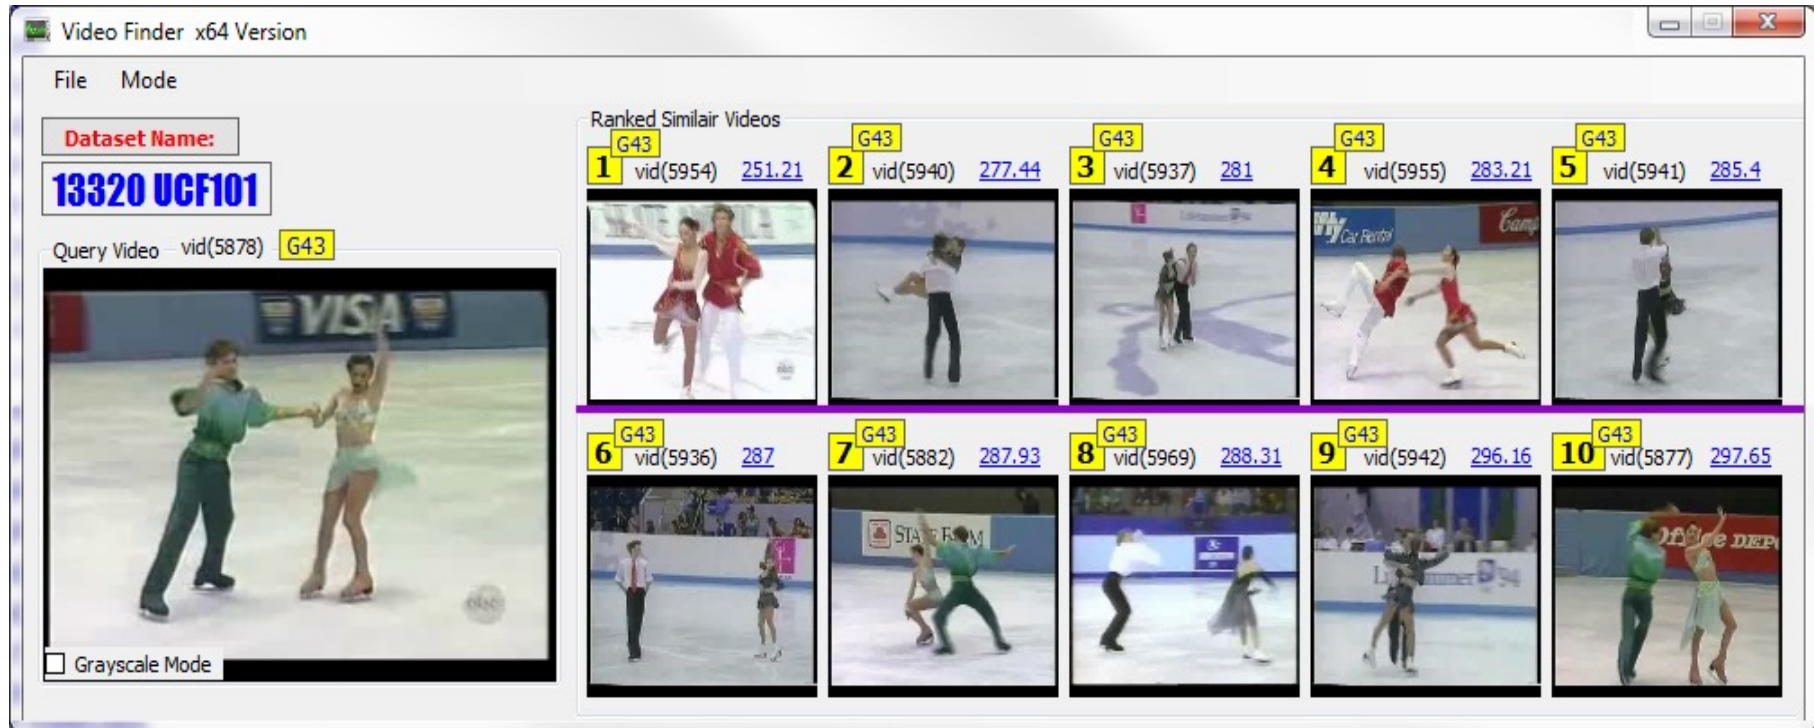 Video Finder x64 Version
File Mode
Dataset Name:
13320 UCF101
Query Video vid(5878) G43
VISA
abc
Grayscale Mode
Ranked Similair Videos
G43 G43 G43 G43 G43
1 vid(5954) 251.21 2 vid(5940) 277.44 3 vid(5937) 281 4 vid(5955) 283.21 5 vid(5941) 285.4
Car Rental
Camp
G43 G43 G43 G43 G43
6 vid(5936) 287 7 vid(5882) 287.93 8 vid(5969) 288.31 9 vid(5942) 296.16 10 vid(5877) 297.65
STATE FARM
94
Office DEP